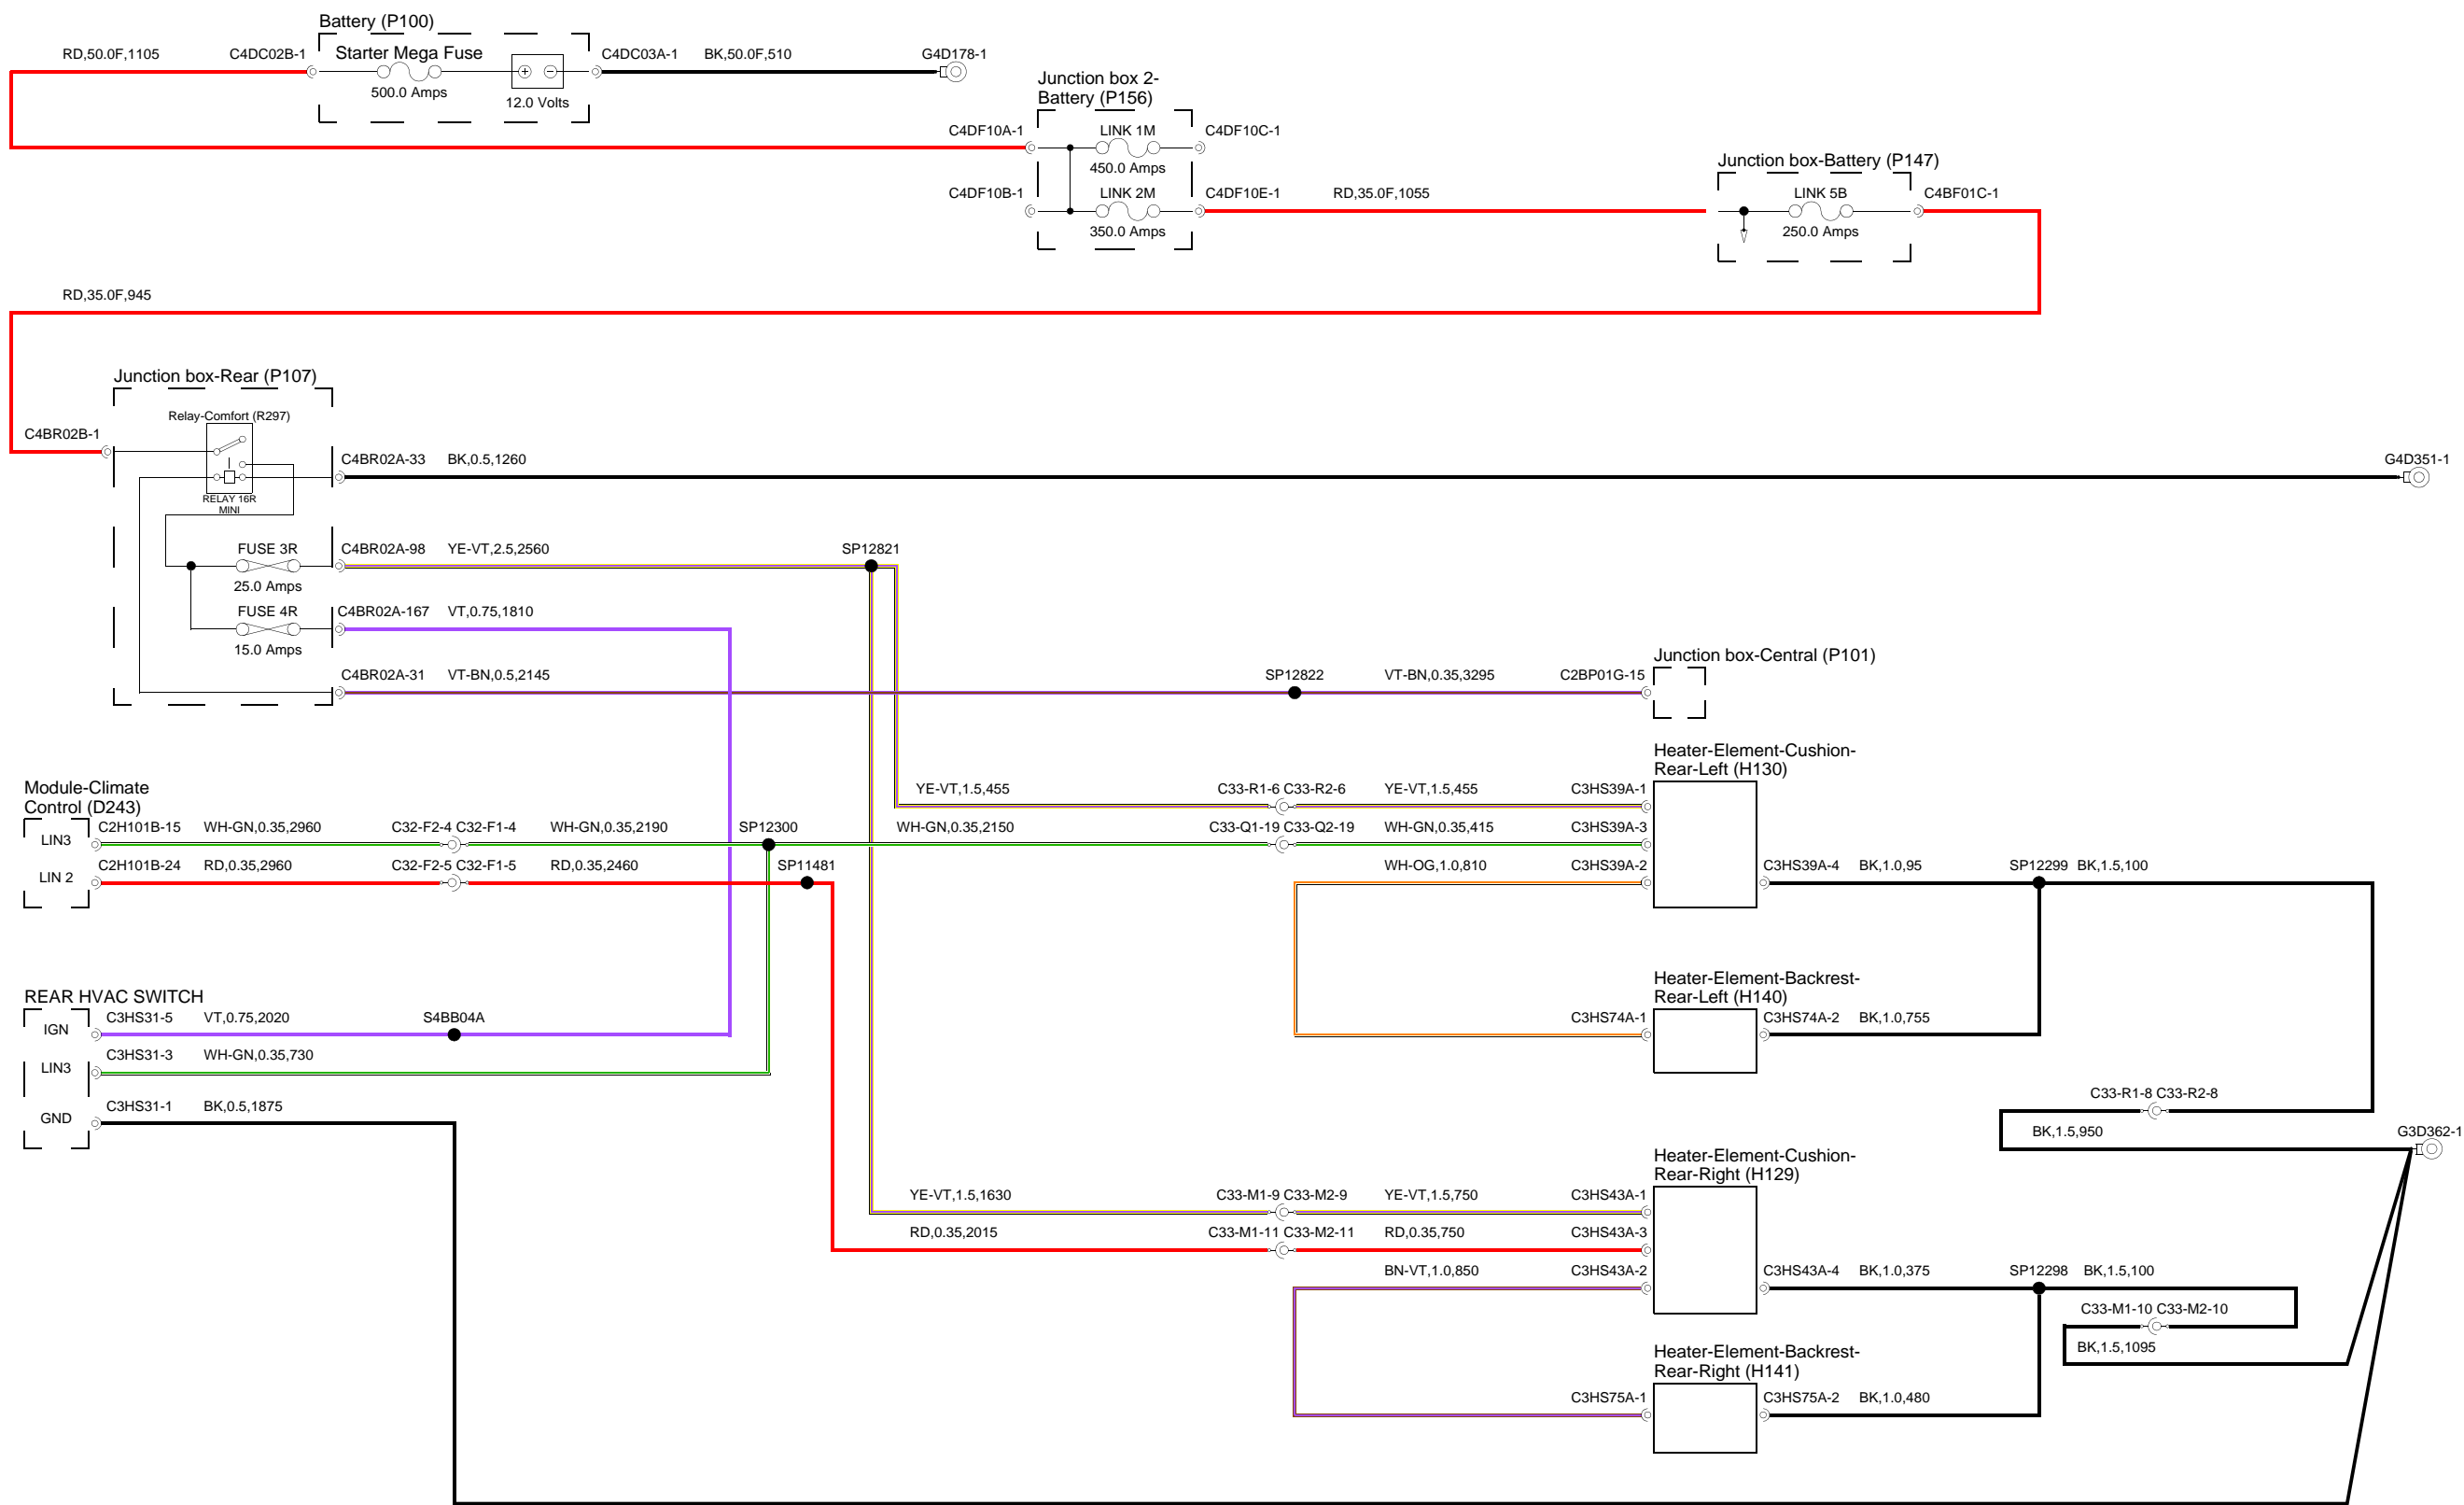 Battery (P100)
RD,50.0F,1105
C4DC02B-1
Starter Mega Fuse
C4DC03A-1
BK,50.0F,510
G4D178-1
500.0 Amps
12.0 Volts
Junction box 2-
Battery (P156)
C4DF10A-1
LINK 1M
C4DF10C-1
450.0 Amps
C4DF10B-1
LINK 2M
C4DF10E-1
RD,35.0F,1055
350.0 Amps
Junction box-Battery (P147)
LINK 5B
C4BF01C-1
250.0 Amps
RD,35.0F,945
Junction box-Rear (P107)
Relay-Comfort (R297)
C4BR02B-1
C4BR02A-33
BK,0.5,1260
G4D351-1
RELAY 16R
MINI
FUSE 3R
C4BR02A-98
YE-VT,2.5,2560
SP12821
25.0 Amps
FUSE 4R
C4BR02A-167
VT,0.75,1810
15.0 Amps
C4BR02A-31
VT-BN,0.5,2145
SP12822
VT-BN,0.35,3295
C2BP01G-15
Junction box-Central (P101)
Module-Climate
Control (D243)
LIN3
C2H101B-15
WH-GN,0.35,2960
C32-F2-4 C32-F1-4
WH-GN,0.35,2190
SP12300
WH-GN,0.35,2150
C33-Q1-19 C33-Q2-19
WH-GN,0.35,415
C3HS39A-3
LIN 2
C2H101B-24
RD,0.35,2960
C32-F2-5 C32-F1-5
RD,0.35,2460
SP11481
Heater-Element-Cushion-
Rear-Left (H130)
YE-VT,1.5,455
C33-R1-6 C33-R2-6
YE-VT,1.5,455
C3HS39A-1
WH-OG,1.0,810
C3HS39A-2
C3HS39A-4
BK,1.0,95
SP12299
BK,1.5,100
Heater-Element-Backrest-
Rear-Left (H140)
C3HS74A-1
C3HS74A-2
BK,1.0,755
REAR HVAC SWITCH
IGN
C3HS31-5
VT,0.75,2020
S4BB04A
LIN3
C3HS31-3
WH-GN,0.35,730
GND
C3HS31-1
BK,0.5,1875
C33-R1-8 C33-R2-8
BK,1.5,950
G3D362-1
Heater-Element-Cushion-
Rear-Right (H129)
YE-VT,1.5,1630
C33-M1-9 C33-M2-9
YE-VT,1.5,750
C3HS43A-1
RD,0.35,2015
C33-M1-11 C33-M2-11
RD,0.35,750
C3HS43A-3
BN-VT,1.0,850
C3HS43A-2
C3HS43A-4
BK,1.0,375
SP12298
BK,1.5,100
C33-M1-10 C33-M2-10
BK,1.5,1095
Heater-Element-Backrest-
Rear-Right (H141)
C3HS75A-1
C3HS75A-2
BK,1.0,480